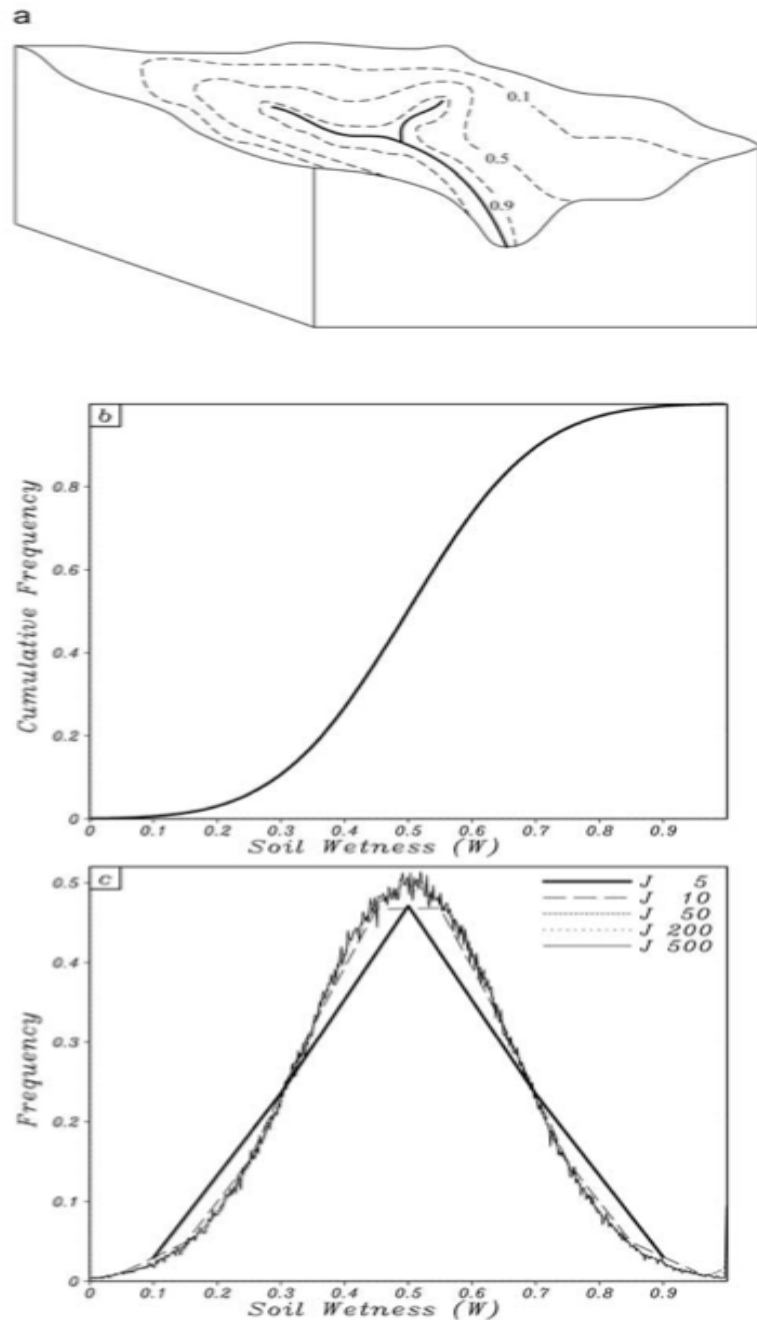 a
0.1
0.5
0.9
b
Cumulative Frequency
0.8
0.6
0.4
0.2
0
0 0.1 0.2 0.3 0.4 0.5 0.6 0.7 0.8 0.9
Soil Wetness (W)
c
Frequency
0.5
0.4
0.3
0.2
0.1
0
J 5
J 10
J 50
J 200
J 500
0 0.1 0.2 0.3 0.4 0.5 0.6 0.7 0.8 0.9
Soil Wetness (W)